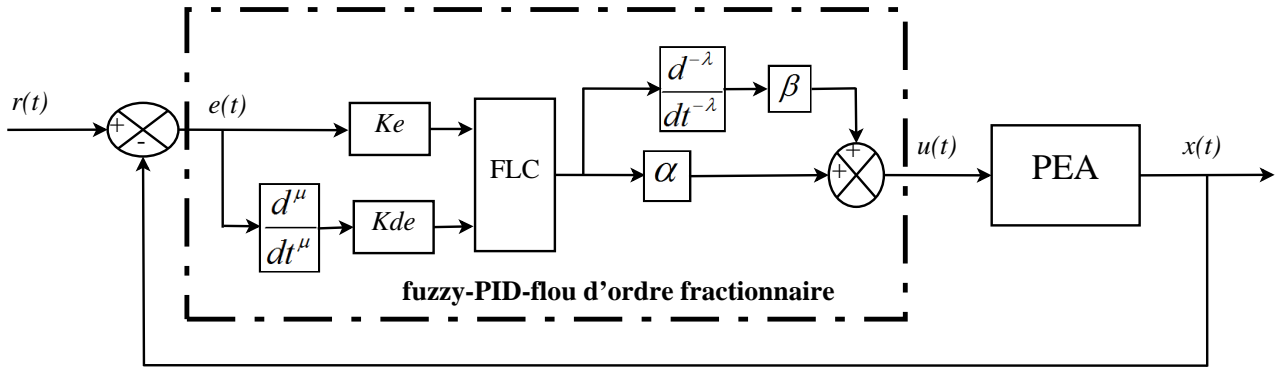 r(t)
+
-
e(t)
Ke
d^μ
dt^μ
Kde
FLC
d^{-λ}
dt^{-λ}
β
α
+
+
u(t)
PEA
x(t)
fuzzy-PID-flou d’ordre fractionnaire